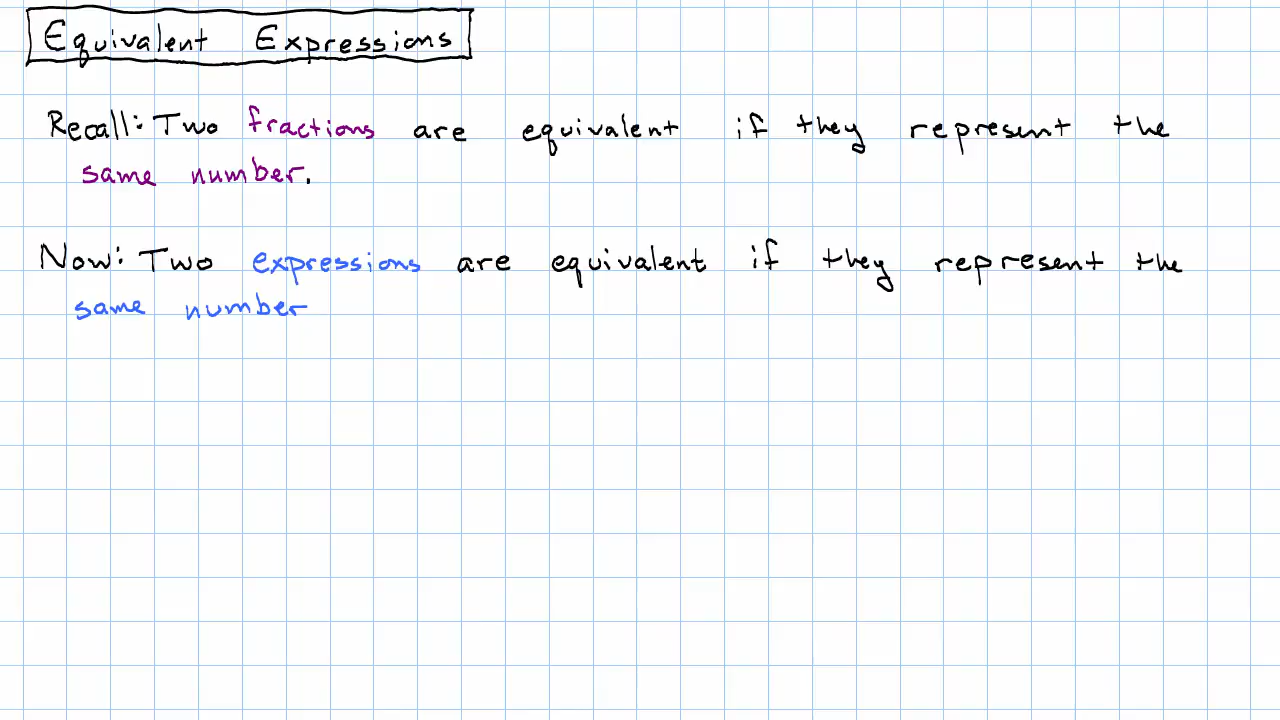 Equivalent Expressions
Recall: Two fractions are equivalent if they represent the
same number.
Now: Two expressions are equivalent if they represent the
same number